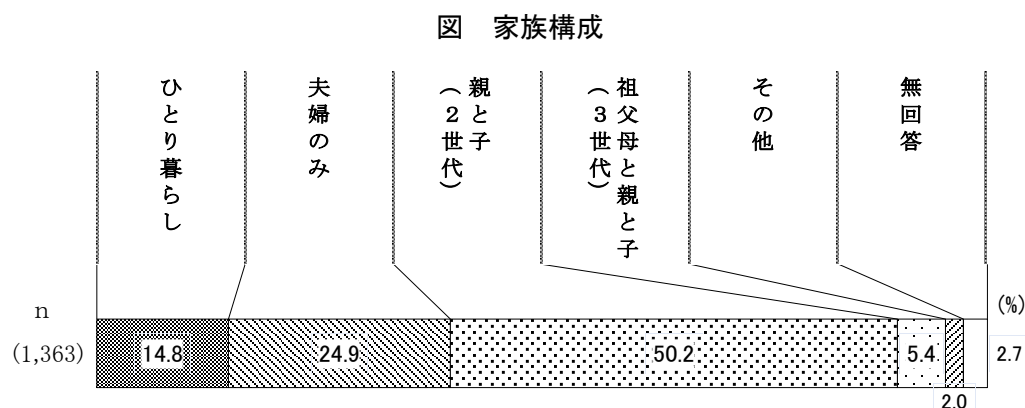 図　家族構成
ひとり暮らし
夫婦のみ
親と子
（２世代）
祖父母と親と子
（３世代）
その他
無回答
(%)
n
(1,363)
14.8
24.9
50.2
5.4
2.0
2.7